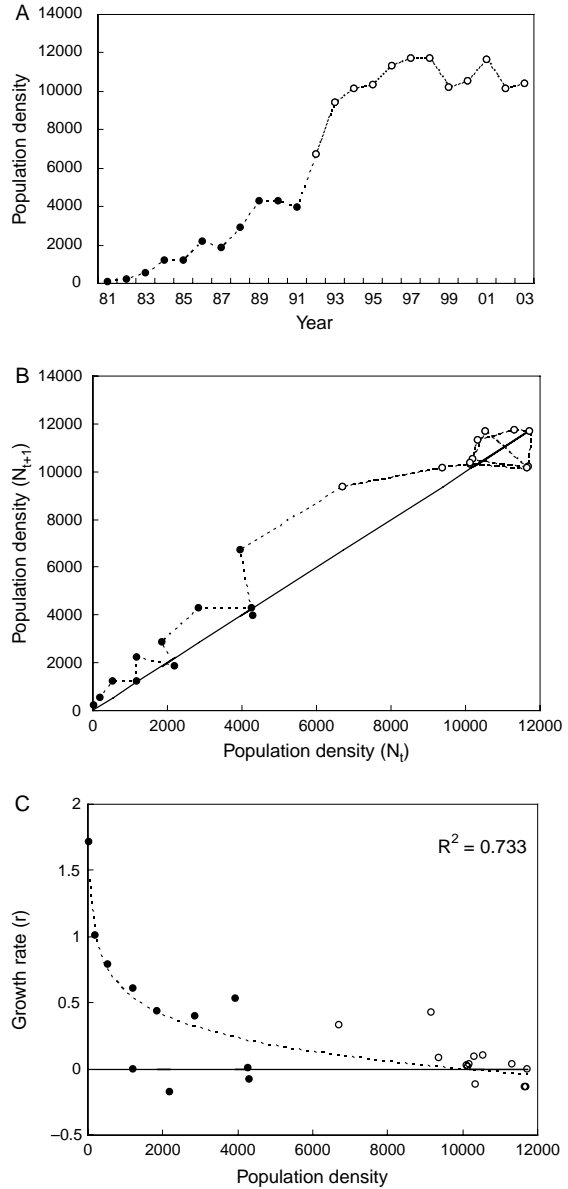 A
14000
12000
10000
8000
6000
4000
2000
0
Population density
81 83 85 87 89 91 93 95 97 99 01 03
Year
B
14000
12000
10000
8000
6000
4000
2000
0
Population density (Nt+1)
0 2000 4000 6000 8000 10000 12000
Population density (Nt)
C
2
1.5
1
0.5
0
–0.5
Growth rate (r)
R² = 0.733
0 2000 4000 6000 8000 10000 12000
Population density